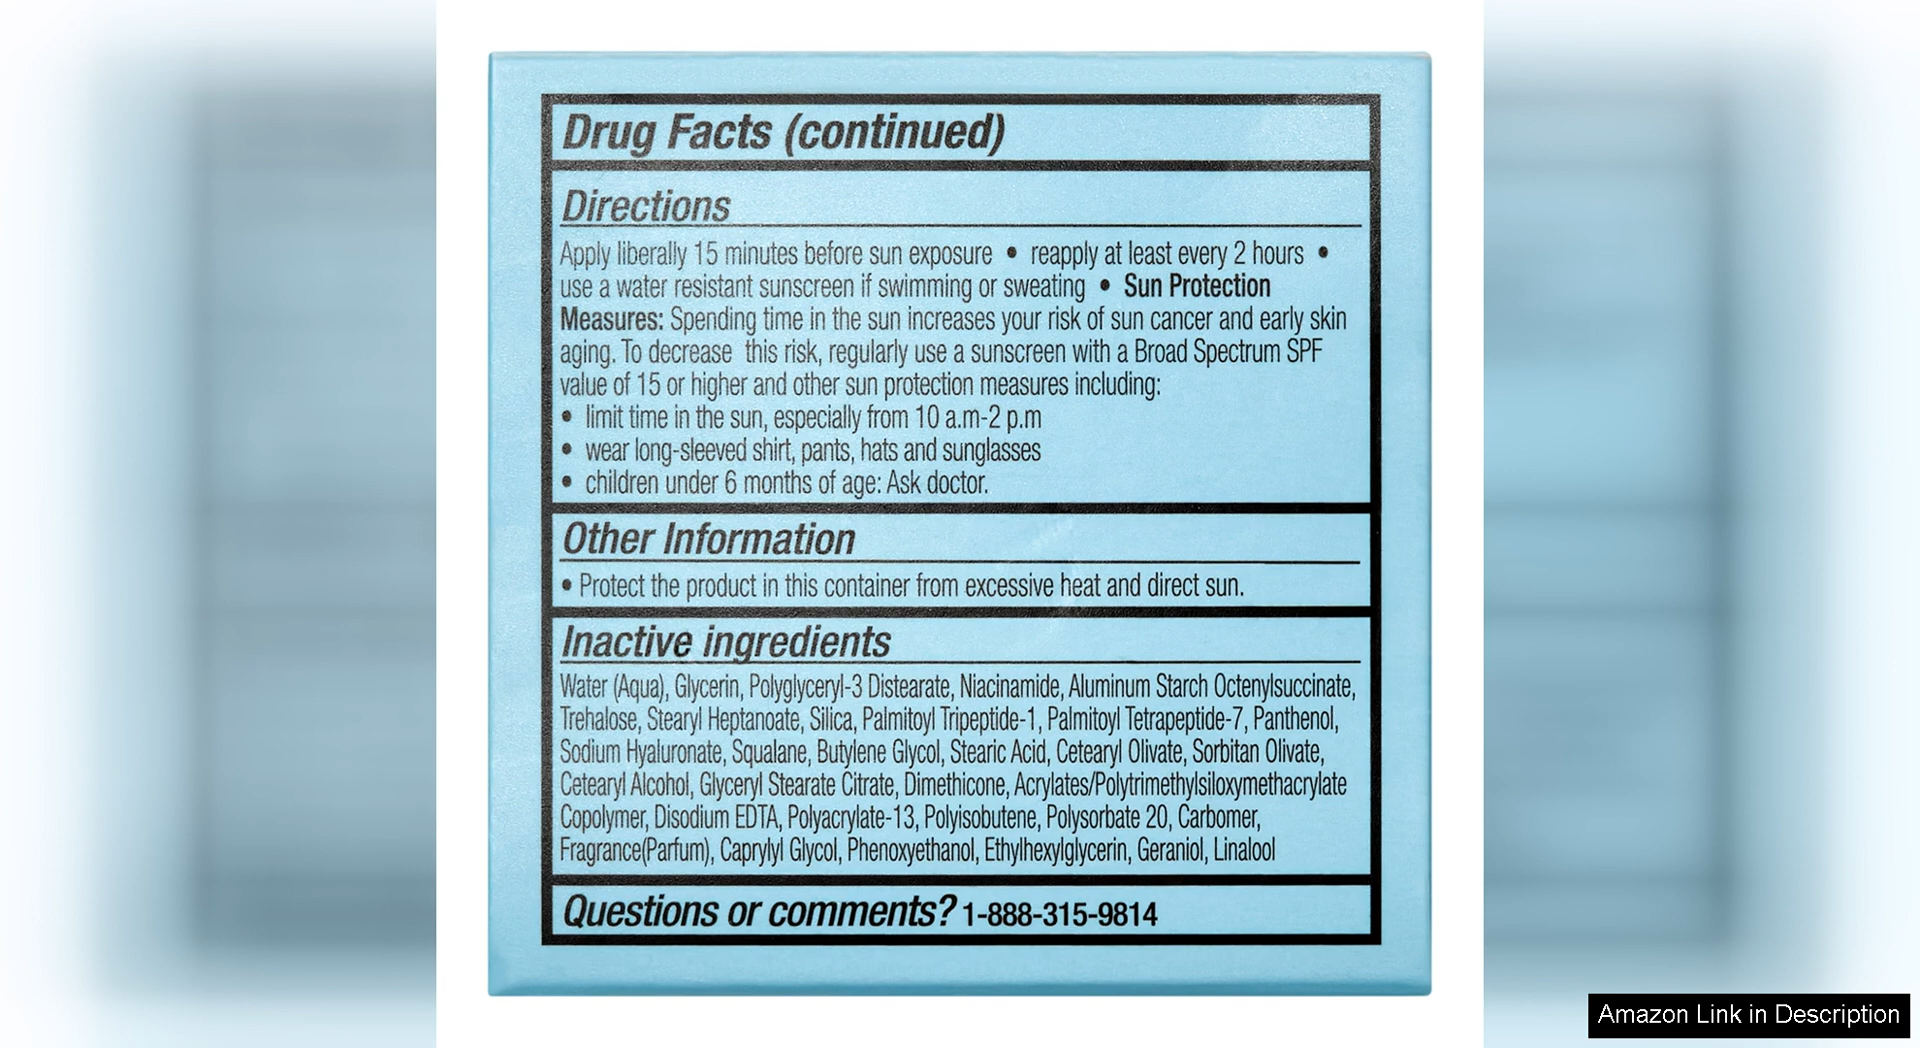 Drug Facts (continued)
Directions
Apply liberally 15 minutes before sun exposure • reapply at least every 2 hours •
use a water resistant sunscreen if swimming or sweating • Sun Protection
Measures: Spending time in the sun increases your risk of sun cancer and early skin
aging. To decrease this risk, regularly use a sunscreen with a Broad Spectrum SPF
value of 15 or higher and other sun protection measures including:
• limit time in the sun, especially from 10 a.m-2 p.m
• wear long-sleeved shirt, pants, hats and sunglasses
• children under 6 months of age: Ask doctor.
Other Information
• Protect the product in this container from excessive heat and direct sun.
Inactive ingredients
Water (Aqua), Glycerin, Polyglyceryl-3 Distearate, Niacinamide, Aluminum Starch Octenylsuccinate,
Trehalose, Stearyl Heptanoate, Silica, Palmitoyl Tripeptide-1, Palmitoyl Tetrapeptide-7, Panthenol,
Sodium Hyaluronate, Squalane, Butylene Glycol, Stearic Acid, Cetearyl Olivate, Sorbitan Olivate,
Cetearyl Alcohol, Glyceryl Stearate Citrate, Dimethicone, Acrylates/Polytrimethylsiloxymethacrylate
Copolymer, Disodium EDTA, Polyacrylate-13, Polyisobutene, Polysorbate 20, Carbomer,
Fragrance(Parfum), Caprylyl Glycol, Phenoxyethanol, Ethylhexylglycerin, Geraniol, Linalool
Questions or comments? 1-888-315-9814
Amazon Link in Description